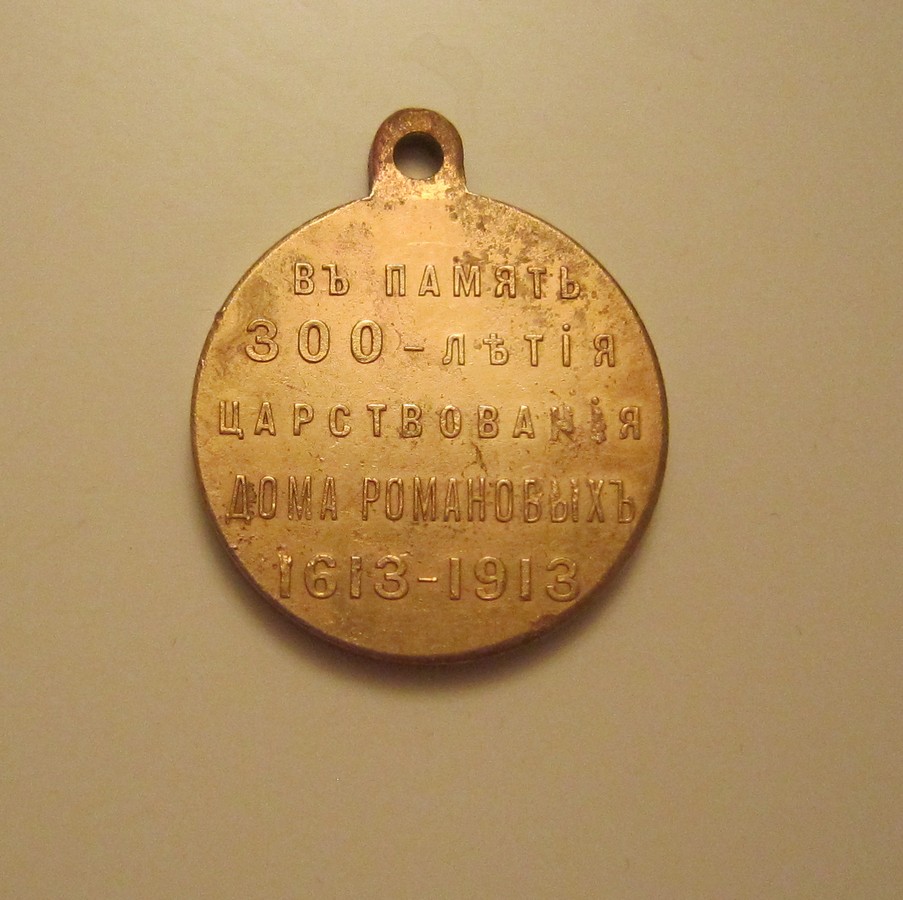 ВЪ ПАМЯТЬ
300-ЛѢТІЯ
ЦАРСТВОВАНІЯ
ДОМА РОМАНОВЫХЪ
1613-1913